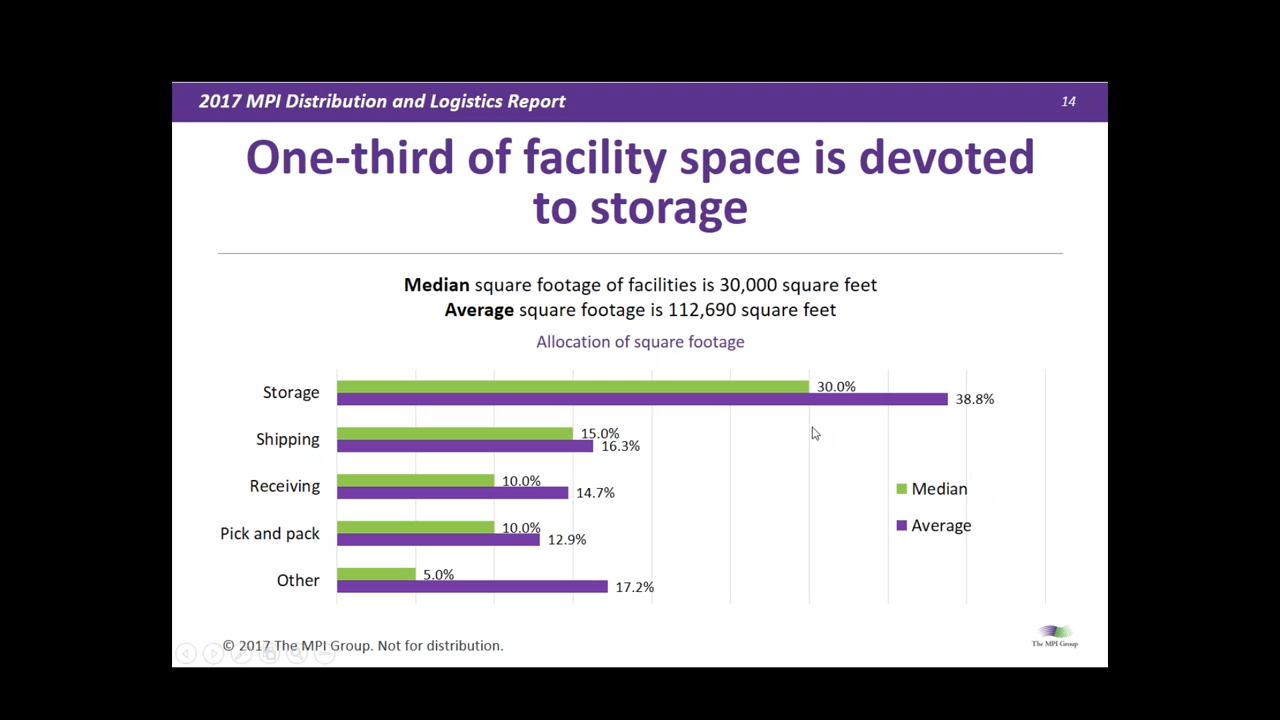 2017 MPI Distribution and Logistics Report
14
One-third of facility space is devoted
to storage
Median square footage of facilities is 30,000 square feet
Average square footage is 112,690 square feet
Allocation of square footage
Storage
30.0%
38.8%
Shipping
15.0%
16.3%
Receiving
10.0%
14.7%
Pick and pack
10.0%
12.9%
Other
5.0%
17.2%
Median
Average
© 2017 The MPI Group. Not for distribution.
The MPI Group